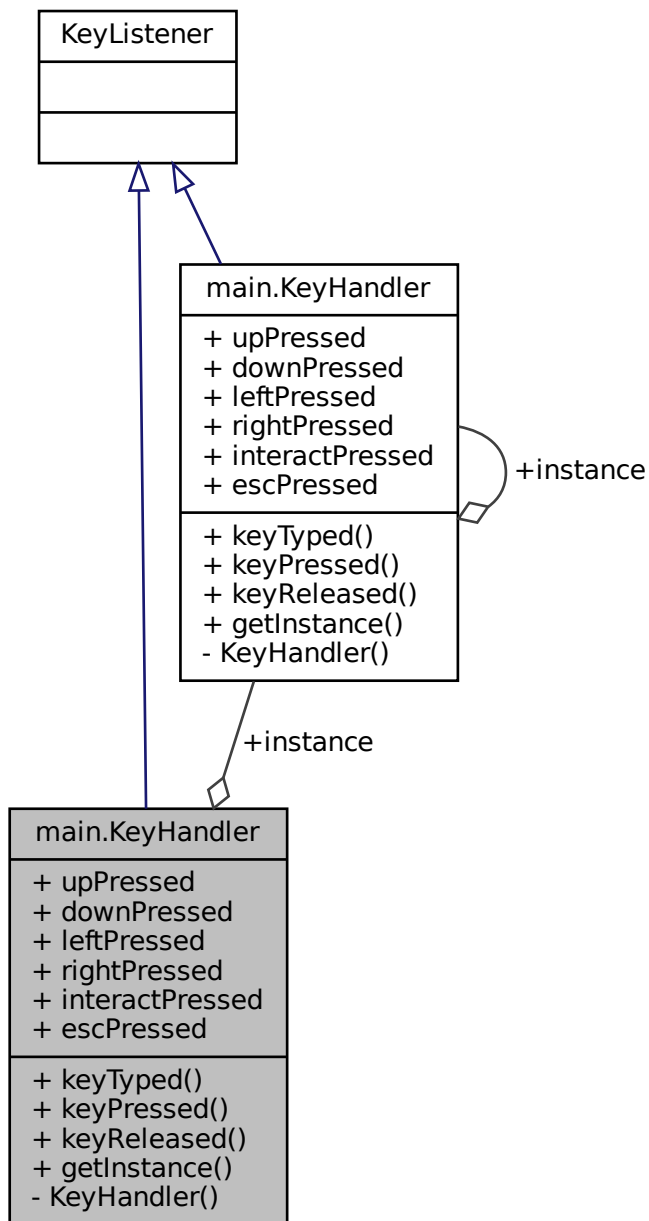 KeyListener
main.KeyHandler
+ upPressed
+ downPressed
+ leftPressed
+ rightPressed
+ interactPressed
+ escPressed
+ keyTyped()
+ keyPressed()
+ keyReleased()
+ getInstance()
- KeyHandler()
+instance
+instance
main.KeyHandler
+ upPressed
+ downPressed
+ leftPressed
+ rightPressed
+ interactPressed
+ escPressed
+ keyTyped()
+ keyPressed()
+ keyReleased()
+ getInstance()
- KeyHandler()